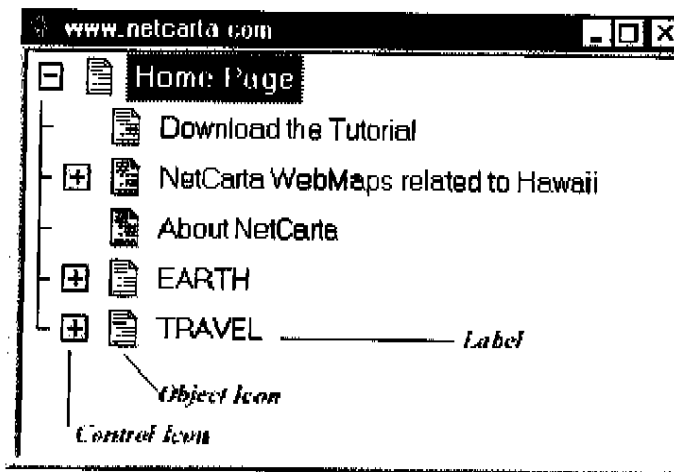 www.netcarta.com
Home Page
Download the Tutorial
NetCarta WebMaps related to Hawaii
About NetCarta
EARTH
TRAVEL
Label
Object Icon
Control Icon